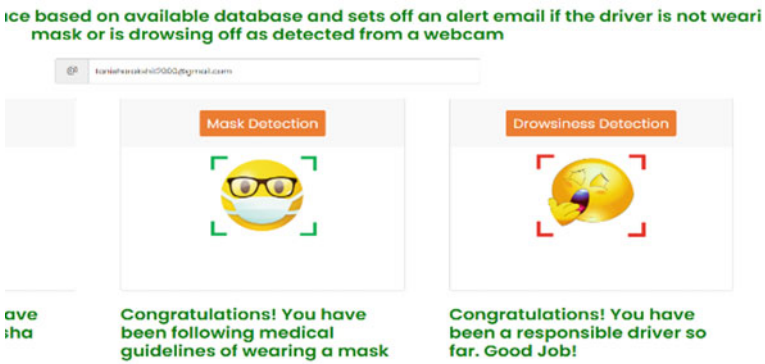 ice based on available database and sets off an alert email if the driver is not weari
mask or is drowsing off as detected from a webcam
Mask Detection
Drowsiness Detection
ave
sha
Congratulations! You have
been following medical
guidelines of wearing a mask
Congratulations! You have
been a responsible driver so
far. Good Job!